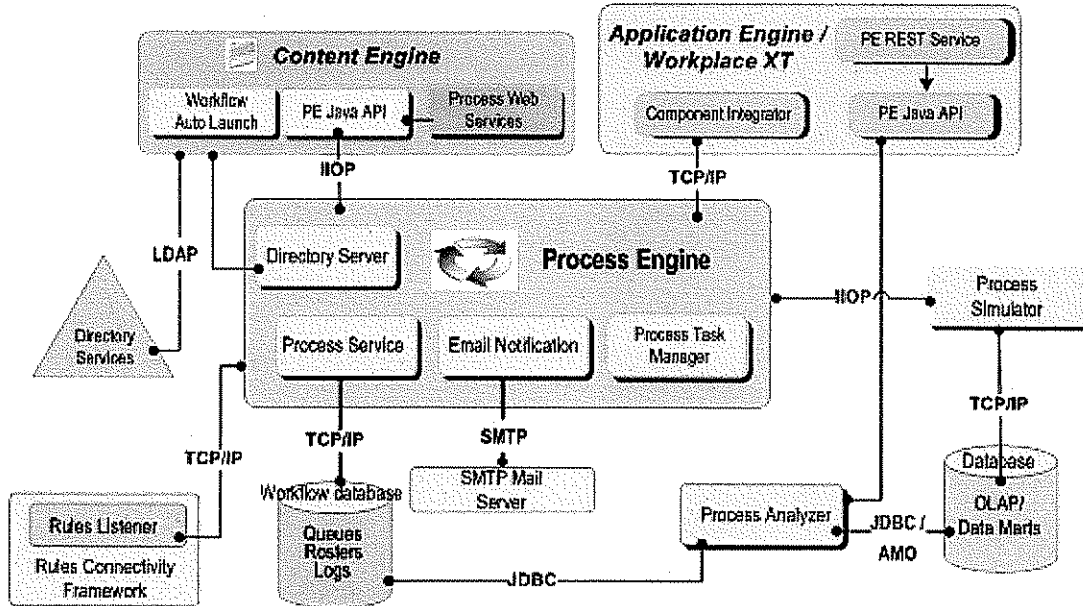 Content Engine
Workflow
Auto Launch
PE Java API
Process Web
Services
Application Engine /
Workplace XT
PE REST Service
Component Integrator
PE Java API
IIOP
TCP/IP
LDAP
Directory Server
Process Engine
Directory
Services
Process Service
Email Notification
Process Task
Manager
IIOP
Process
Simulator
TCP/IP
TCP/IP
SMTP
TCP/IP
Workflow database
Queues
Rosters
Logs
SMTP Mail
Server
Rules Listener
Rules Connectivity
Framework
JDBC
Process Analyzer
JDBC /
AMO
Database
OLAP/
Data Marts